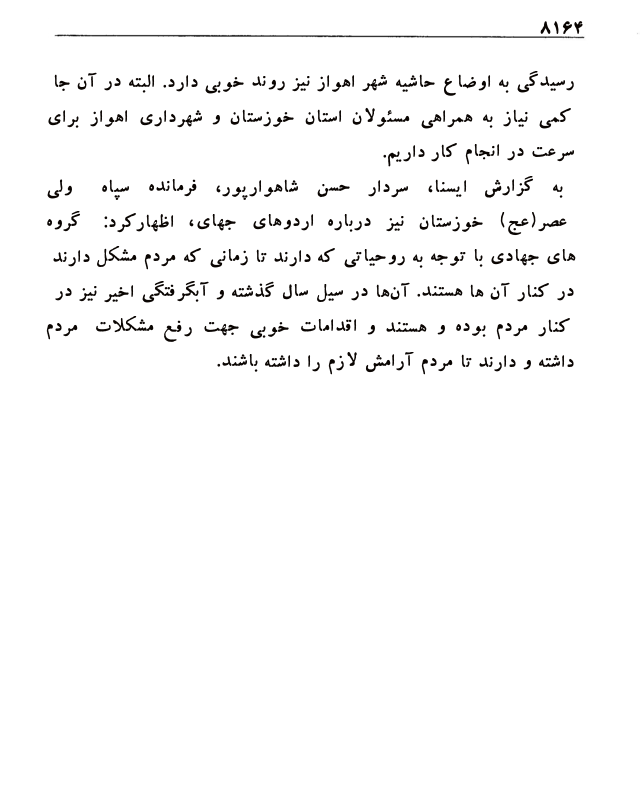 ۸۱۶۴
رسیدگی به اوضاع حاشیه شهر اهواز نیز روند خوبی دارد. البته در آن جا
کمی نیاز به همراهی مسئولان استان خوزستان و شهرداری اهواز برای
سرعت در انجام کار داریم.
به گزارش ایسنا، سردار حسن شاهوارپور، فرمانده سپاه ولی
عصر(عج) خوزستان نیز درباره اردوهای جهای، اظهارکرد: گروه
های جهادی با توجه به روحیاتی که دارند تا زمانی که مردم مشکل دارند
در کنار آن ها هستند. آن‌ها در سیل سال گذشته و آبگرفتگی اخیر نیز در
کنار مردم بوده و هستند و اقدامات خوبی جهت رفع مشکلات مردم
داشته و دارند تا مردم آرامش لازم را داشته باشند.